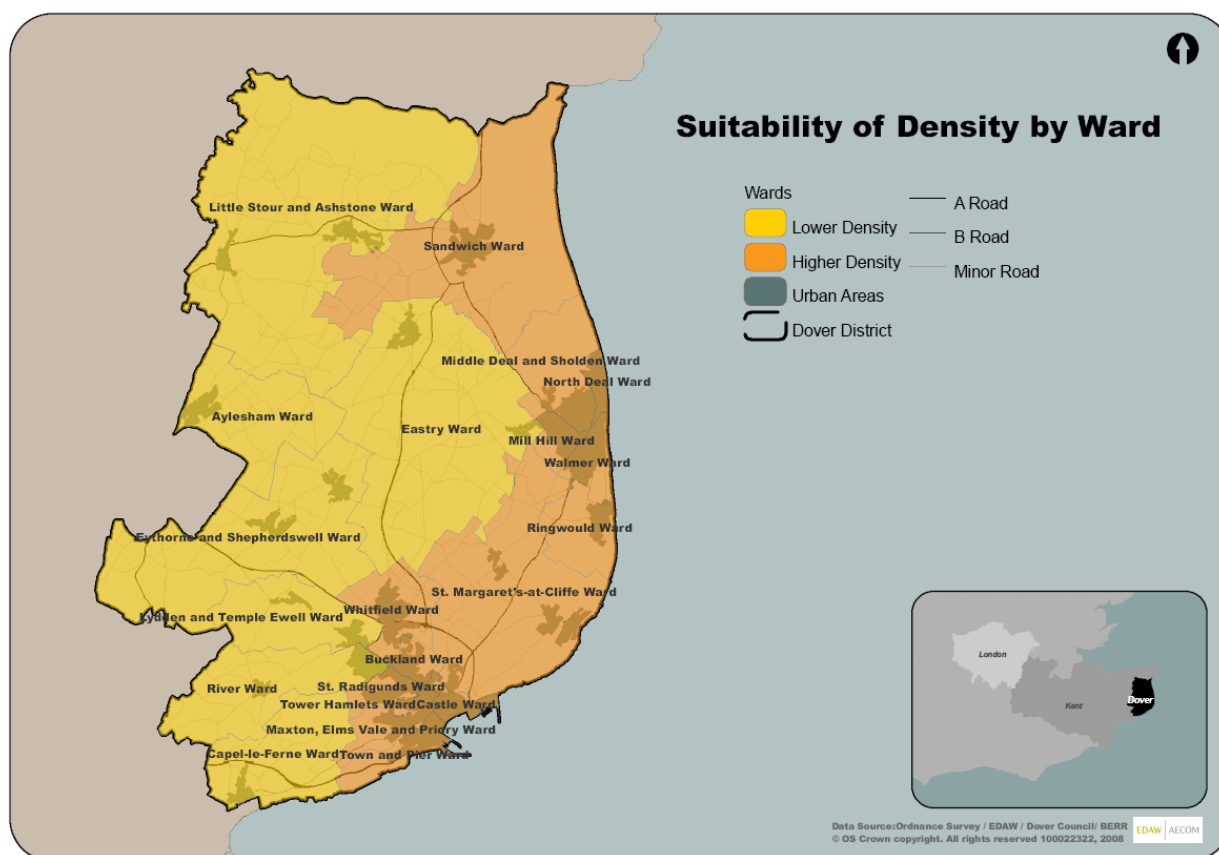 Suitability of Density by Ward
Wards
Lower Density
Higher Density
Urban Areas
Dover District
A Road
B Road
Minor Road
Little Stour and Ashstone Ward
Sandwich Ward
Middle Deal and Sholden Ward
North Deal Ward
Aylesham Ward
Eastry Ward
Mill Hill Ward
Walmer Ward
Ringwould Ward
Eythorne and Shepherdswell Ward
St. Margaret's-at-Cliffe Ward
Whitfield Ward
Lydden and Temple Ewell Ward
Buckland Ward
River Ward
St. Radigunds Ward
Tower Hamlets Ward
Castle Ward
Maxton, Elms Vale and Priory Ward
Capel-le-Ferne Ward
Town and Pier Ward
London
Kent
Dover
Data Source:Ordnance Survey / EDAW / Dover Council/ BERR
© OS Crown copyright. All rights reserved 100022322, 2008
EDAW | AECOM